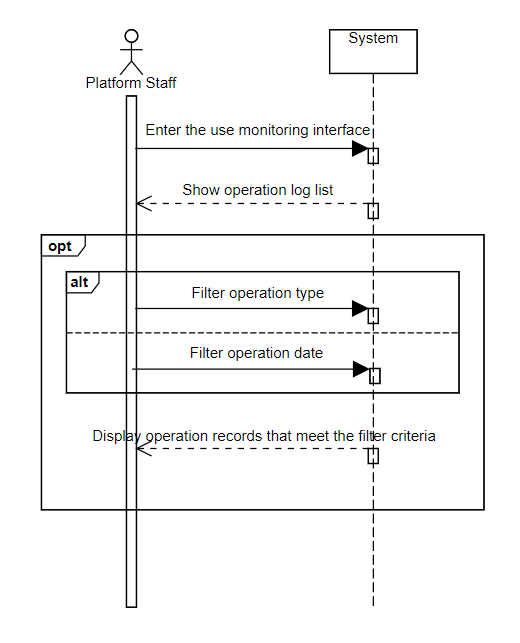 System
Platform Staff
Enter the use monitoring interface
Show operation log list
opt
alt
Filter operation type
Filter operation date
Display operation records that meet the filter criteria